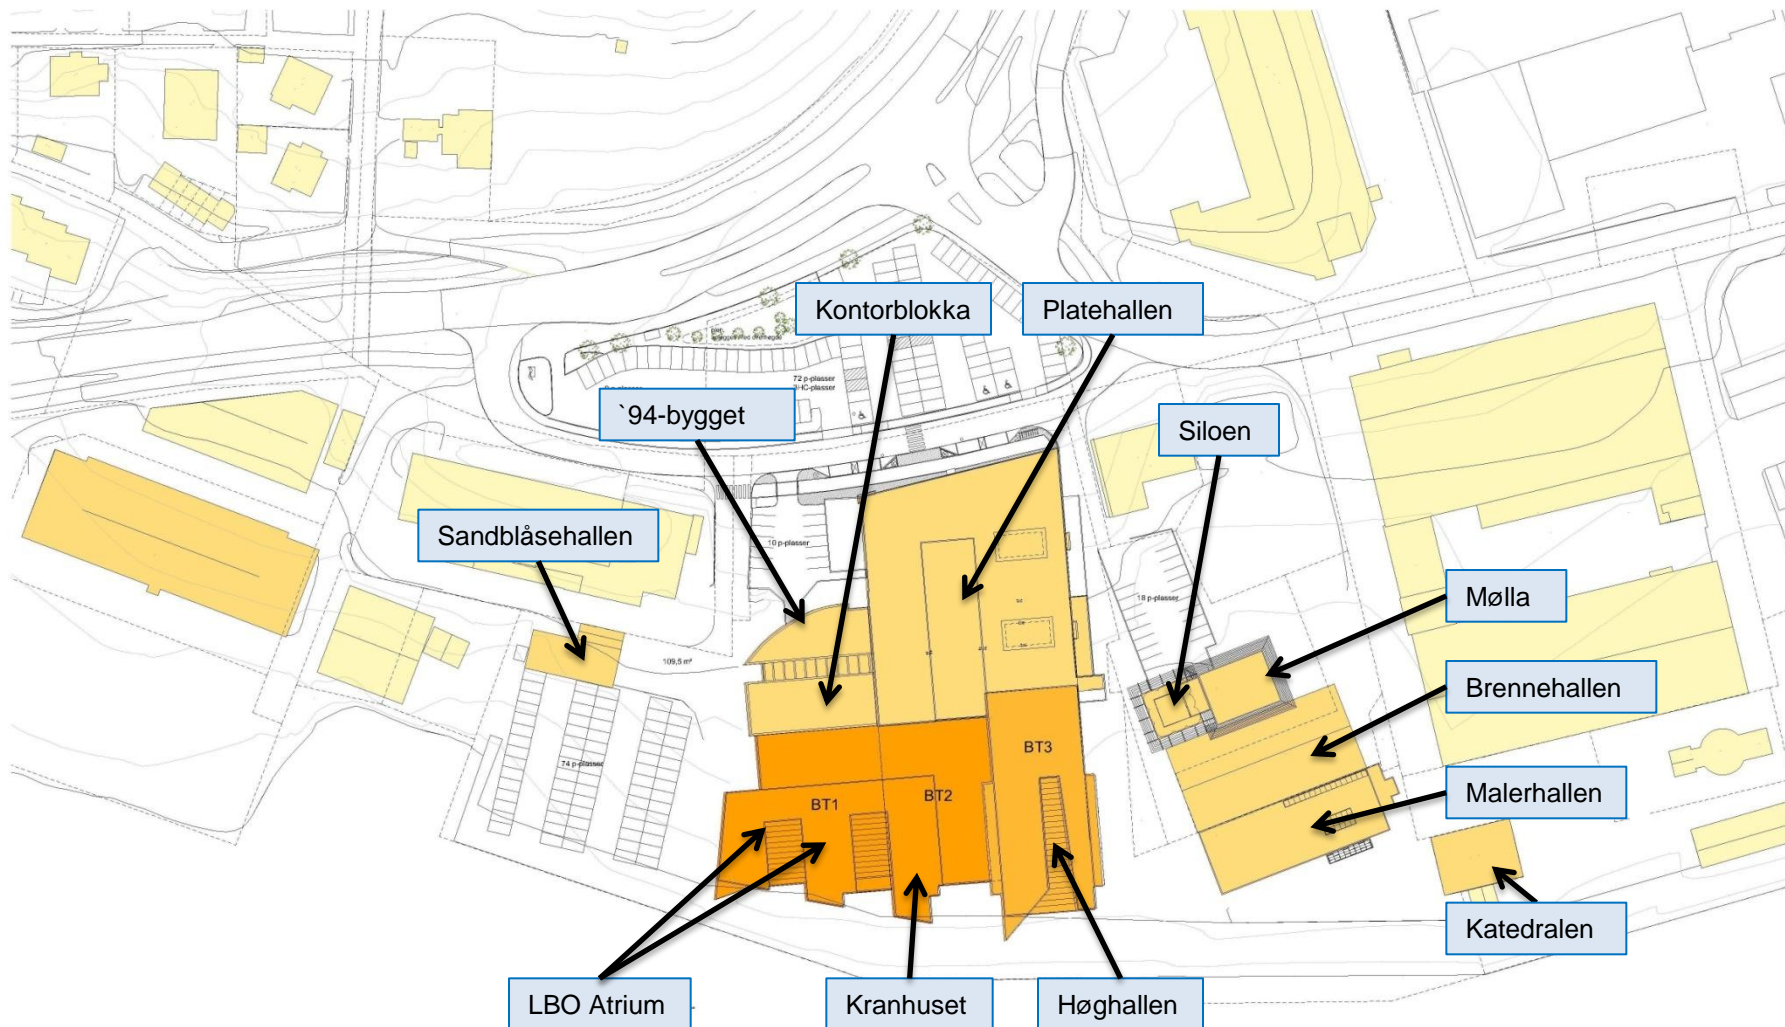 Kontorblokka
Platehallen
72 p-plasser
`94-bygget
Siloen
Sandblåsehallen
10 p-plasser
Mølla
18 p-plasser
109,5 m²
Brennehallen
BT3
74 p-plasser
BT1
BT2
Malerhallen
Katedralen
LBO Atrium
Kranhuset
Høghallen